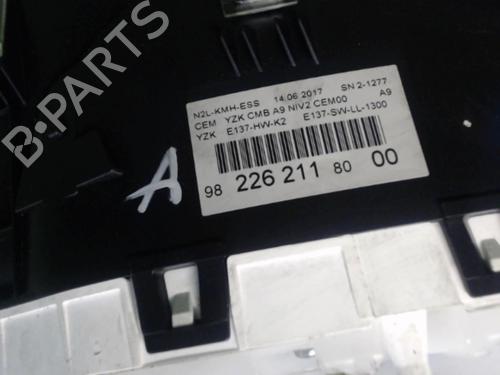 N2L-KMH-ESS 14.06.2017 SN 2-1277
CEM YZK CMB A9 NIV2 CEM00 A9
YZK E137-HW-K2 E137-SW-LL-1300
98 226 211 80 00
A
B-PARTS